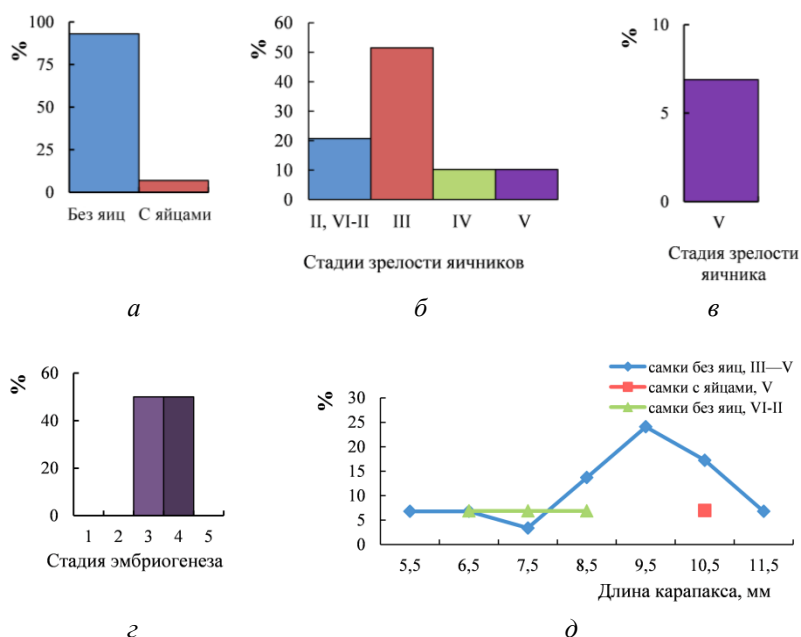 %
100
75
50
25
0
Без яиц С яйцами
а
%
60
50
40
30
20
10
0
II, VI-II III IV V
Стадии зрелости яичников
б
%
10
5
0
V
Стадия зрелости
яичника
в
%
60
40
20
0
1 2 3 4 5
Стадия эмбриогенеза
г
самки без яиц, III—V
самки с яйцами, V
самки без яиц, VI-II
%
30
25
20
15
10
5
0
5,5 6,5 7,5 8,5 9,5 10,5 11,5
Длина карапакса, мм
д